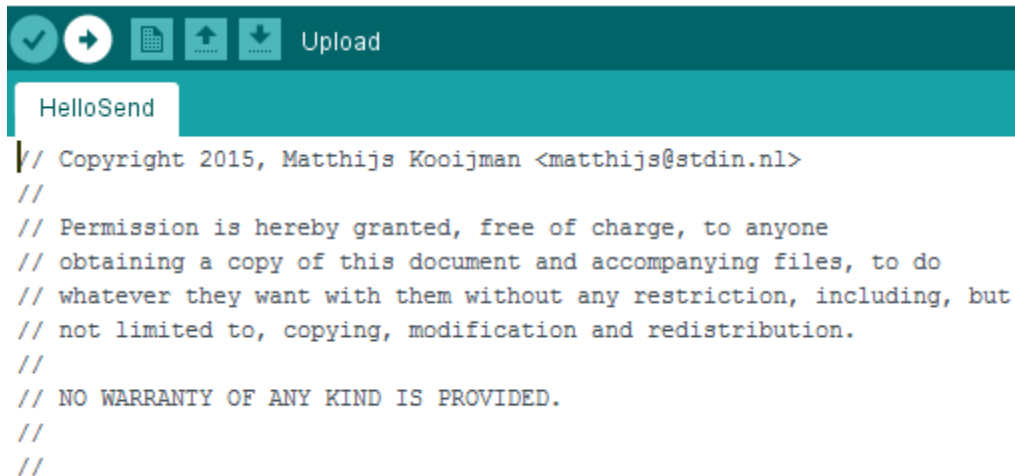 Upload
HelloSend
// Copyright 2015, Matthijs Kooijman <matthijs@stdin.nl>
//
// Permission is hereby granted, free of charge, to anyone
// obtaining a copy of this document and accompanying files, to do
// whatever they want with them without any restriction, including, but
// not limited to, copying, modification and redistribution.
//
// NO WARRANTY OF ANY KIND IS PROVIDED.
//
//